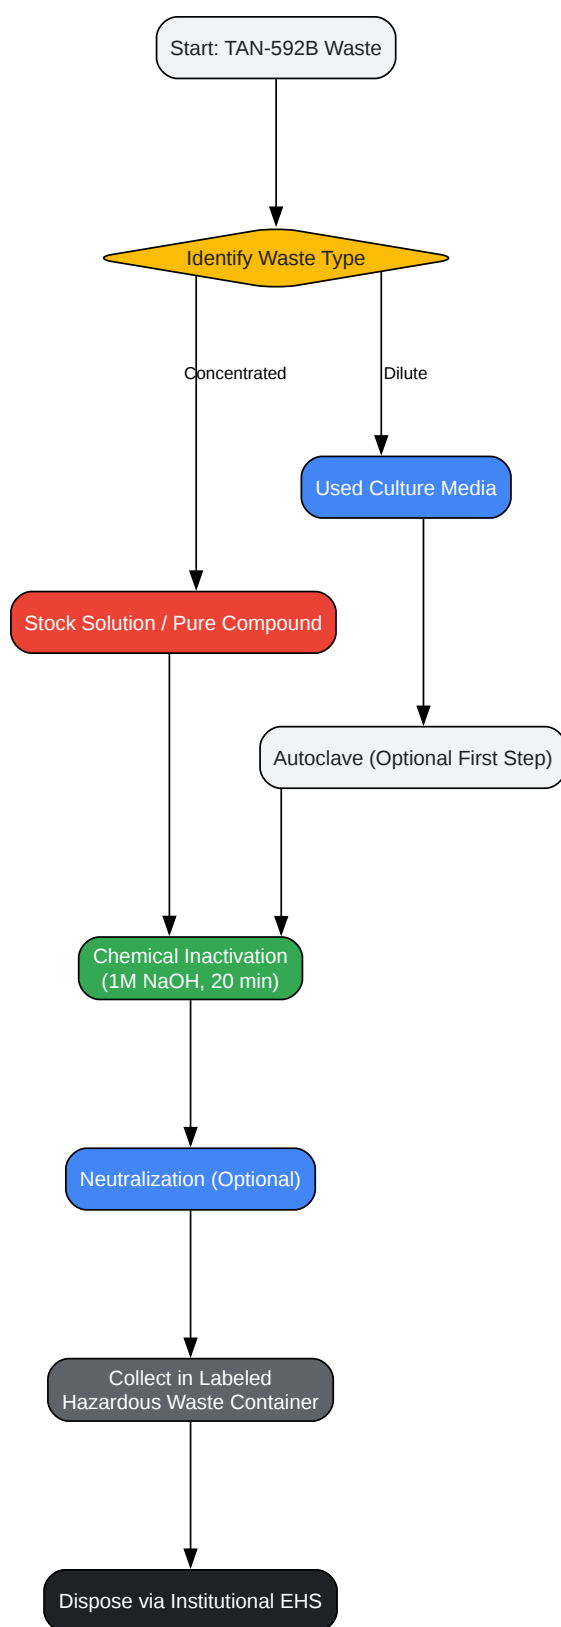 Start: TAN-592B Waste
Identify Waste Type
Concentrated
Dilute
Used Culture Media
Stock Solution / Pure Compound
Autoclave (Optional First Step)
Chemical Inactivation
(1M NaOH, 20 min)
Neutralization (Optional)
Collect in Labeled
Hazardous Waste Container
Dispose via Institutional EHS